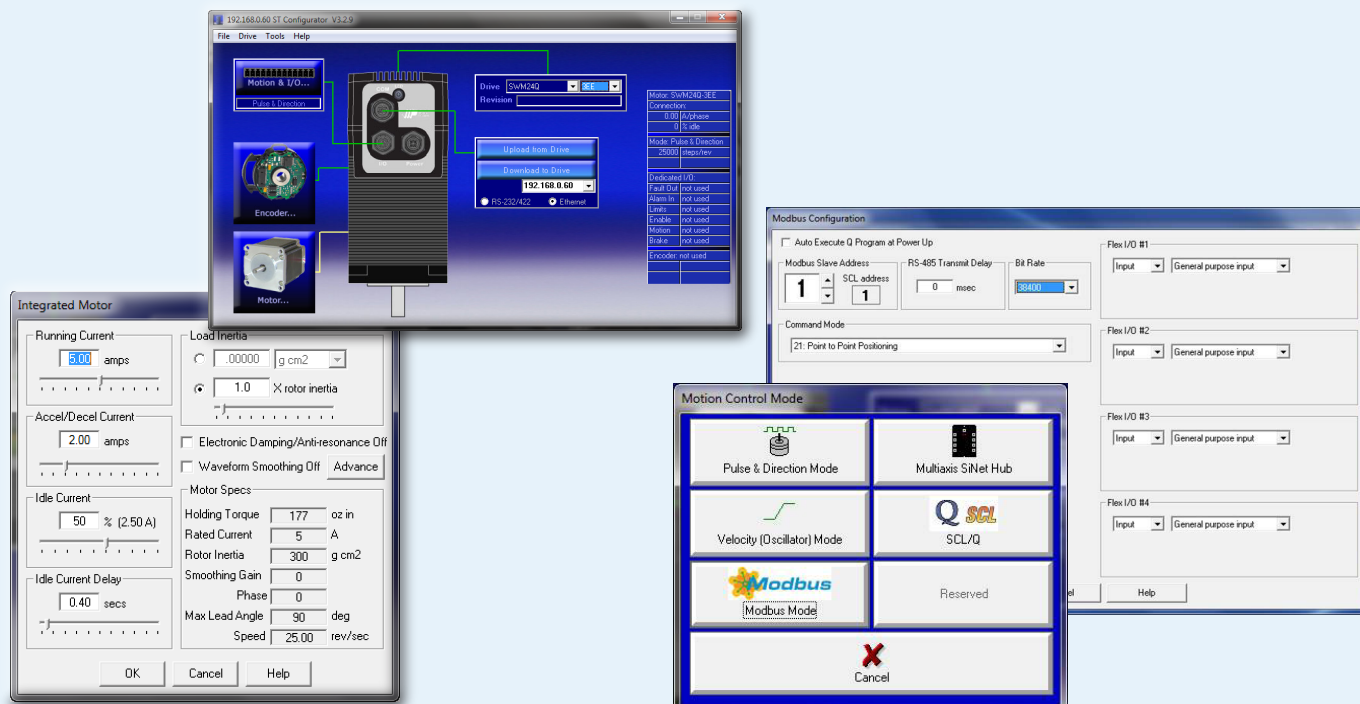 192.168.0.60 ST Configurator V3.2.9
File Drive Tools Help
Motion & I/O...
Pulse & Direction
Encoder...
Motor...
COM
I/O
Power
Drive SWM24Q 3EE
Revision
Upload from Drive
Download to Drive
192.168.0.60
RS-232/422 Ethernet
Motor: SWM24Q-3EE
Connection:
0.00 A/phase
0 % idle
Mode: Pulse & Direction
25000 steps/rev
Dedicated I/O:
Fault Out not used
Alarm In not used
Limits not used
Enable not used
Motion not used
Brake not used
Encoder: not used
Integrated Motor
Running Current
5.00 amps
Accel/Decel Current
2.00 amps
Idle Current
50 % (2.50 A)
Idle Current Delay
0.40 secs
Load Inertia
.00000 g cm2
1.0 X rotor inertia
Electronic Damping/Anti-resonance Off
Waveform Smoothing Off Advance
Motor Specs
Holding Torque 177 oz in
Rated Current 5 A
Rotor Inertia 300 g cm2
Smoothing Gain 0
Phase 0
Max Lead Angle 90 deg
Speed 25.00 rev/sec
OK Cancel Help
Modbus Configuration
Auto Execute Q Program at Power Up
Modbus Slave Address
1 SCL address
1
RS-485 Transmit Delay
0 msec
Bit Rate
38400
Command Mode
21: Point to Point Positioning
Flex I/O #1
Input General purpose input
Flex I/O #2
Input General purpose input
Flex I/O #3
Input General purpose input
Flex I/O #4
Input General purpose input
el Help
Motion Control Mode
Pulse & Direction Mode
Multiaxis SiNet Hub
Velocity (Oscillator) Mode
Q SCL
SCL/Q
Modbus
Modbus Mode
Reserved
Cancel